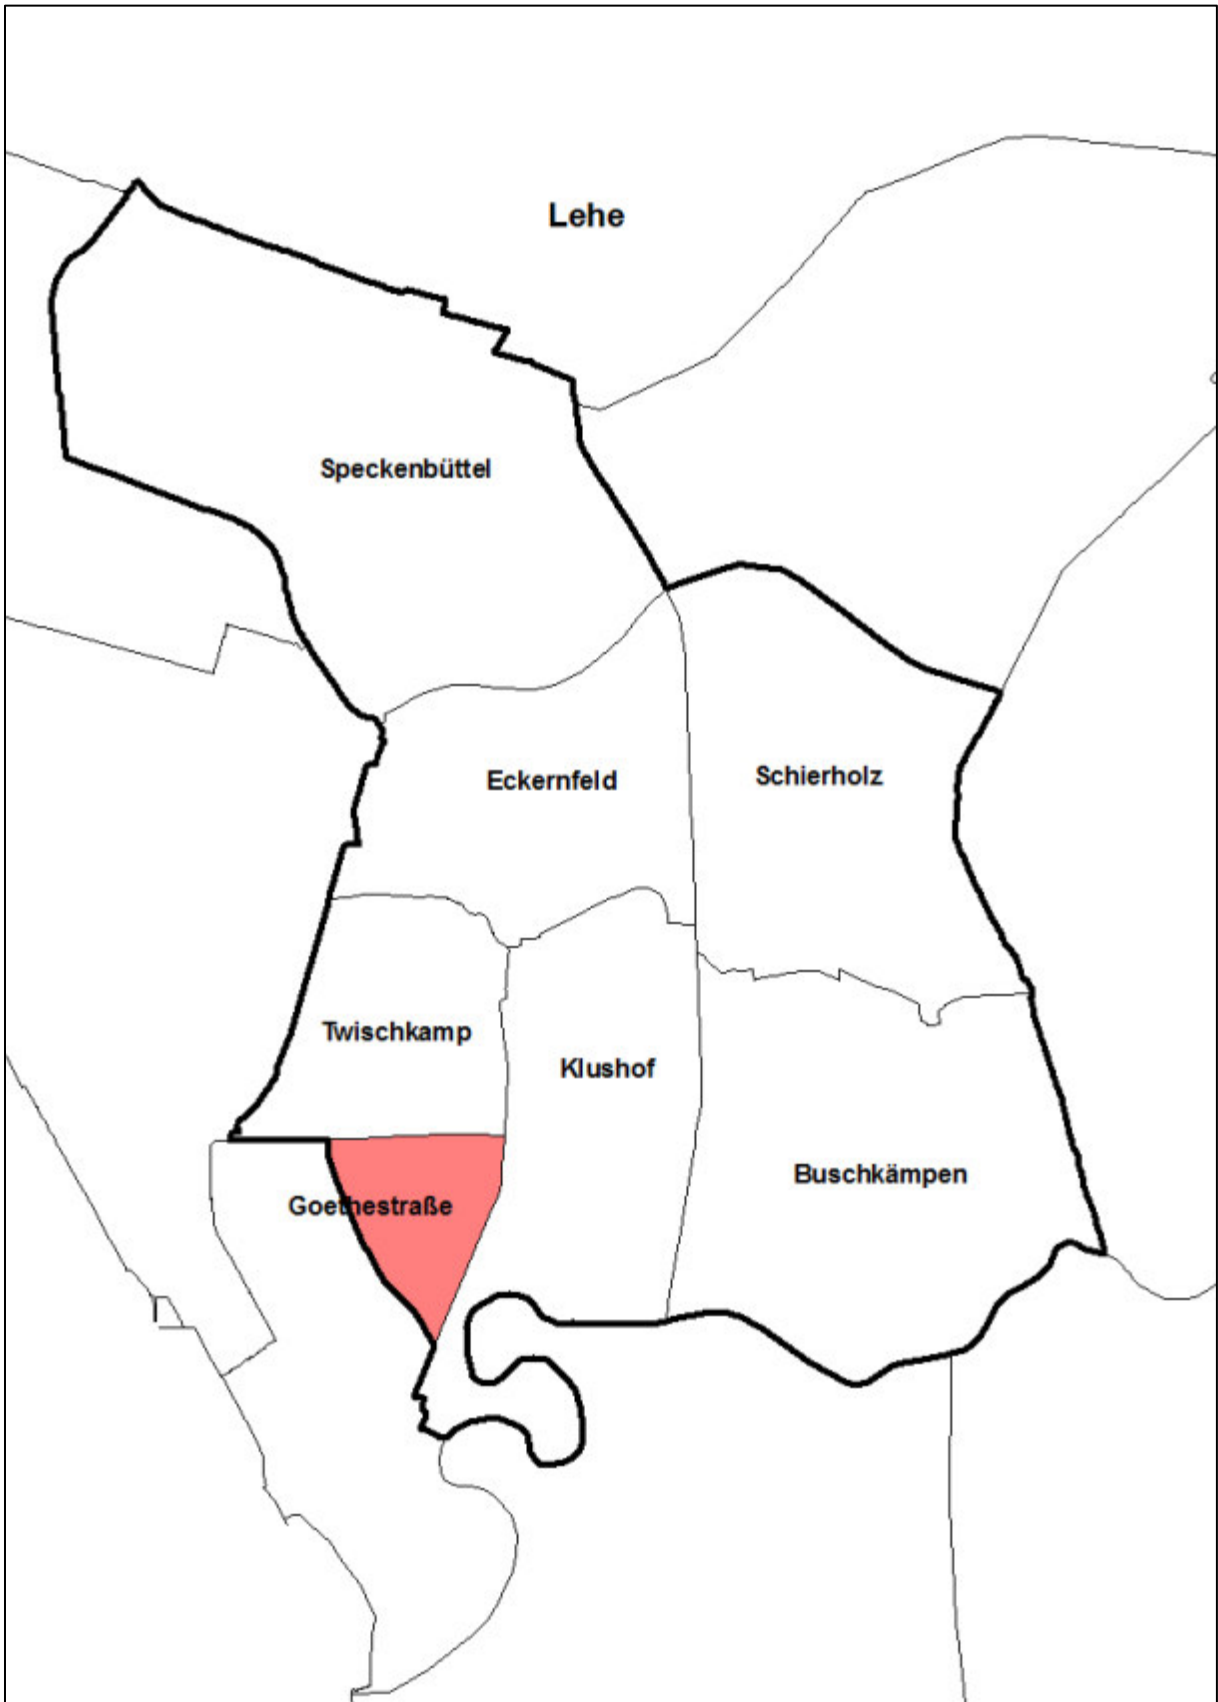 Lehe
Speckenbüttel
Eckernfeld
Schierholz
Twischkamp
Klushof
Buschkämpen
Goethestraße